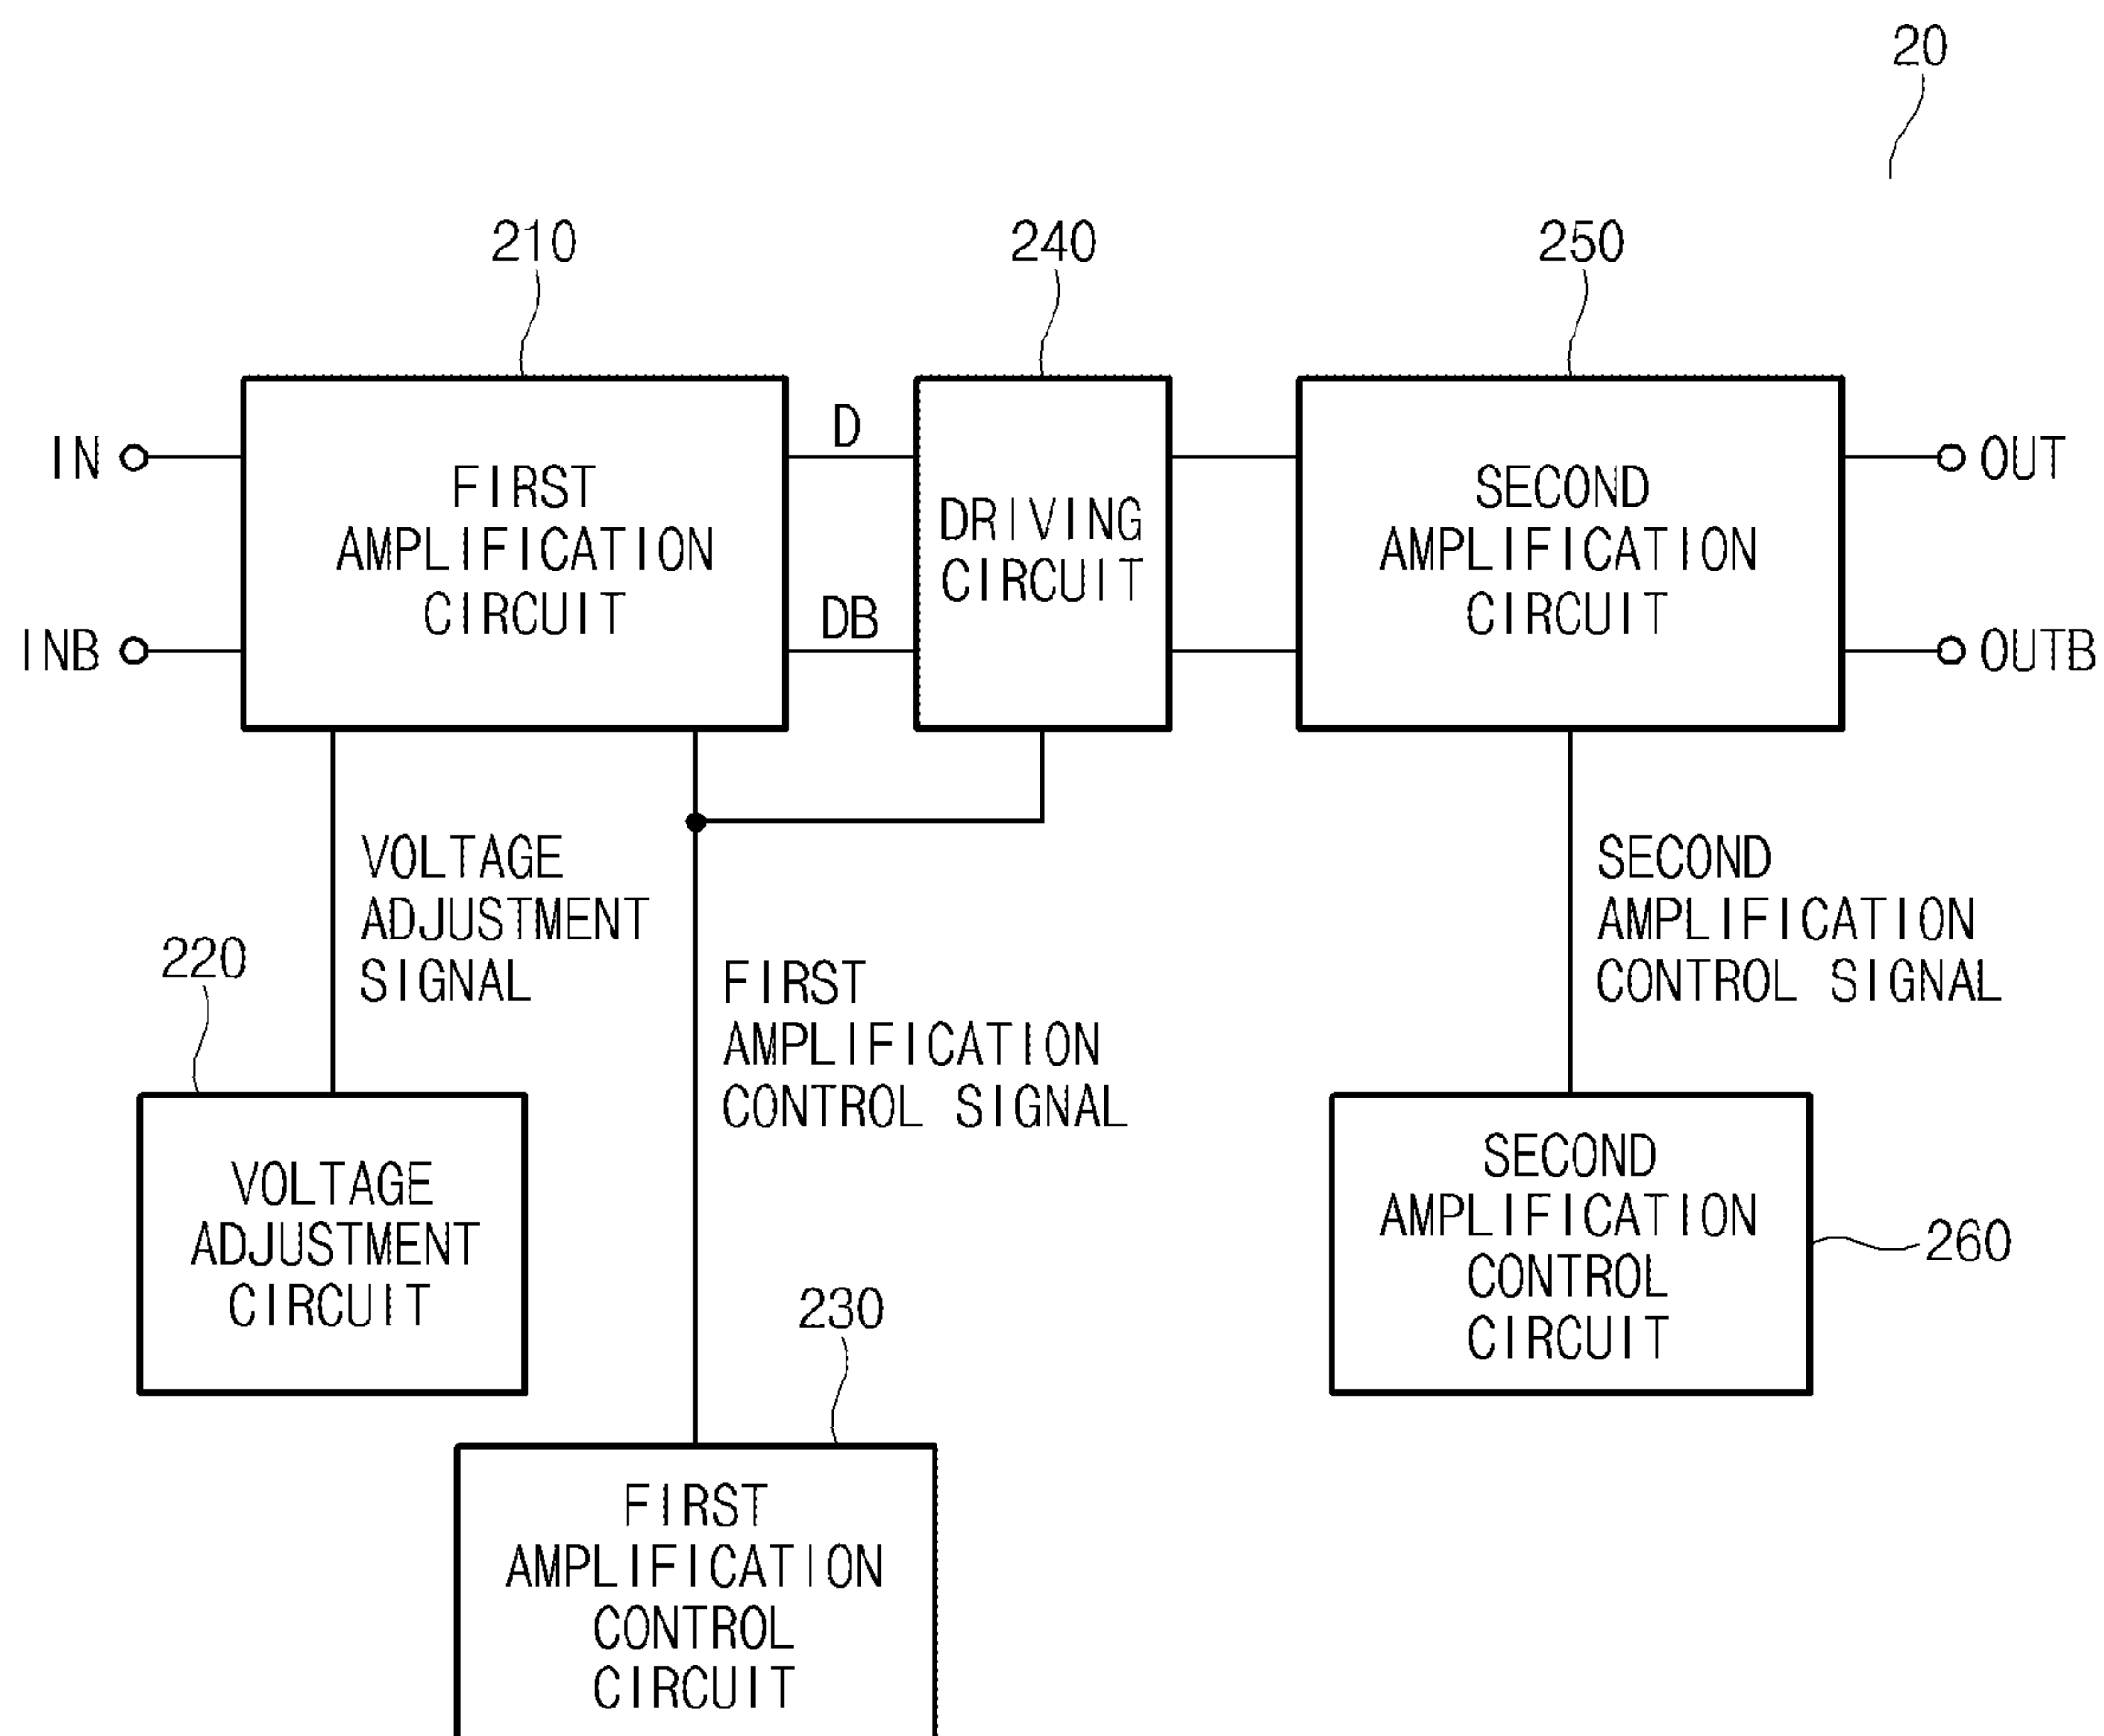 20
210
240
250
IN
INB
FIRST
AMPLIFICATION
CIRCUIT
D
DB
DRIVING
CIRCUIT
SECOND
AMPLIFICATION
CIRCUIT
OUT
OUTB
VOLTAGE
ADJUSTMENT
SIGNAL
FIRST
AMPLIFICATION
CONTROL SIGNAL
SECOND
AMPLIFICATION
CONTROL SIGNAL
220
VOLTAGE
ADJUSTMENT
CIRCUIT
230
FIRST
AMPLIFICATION
CONTROL
CIRCUIT
SECOND
AMPLIFICATION
CONTROL
CIRCUIT
260